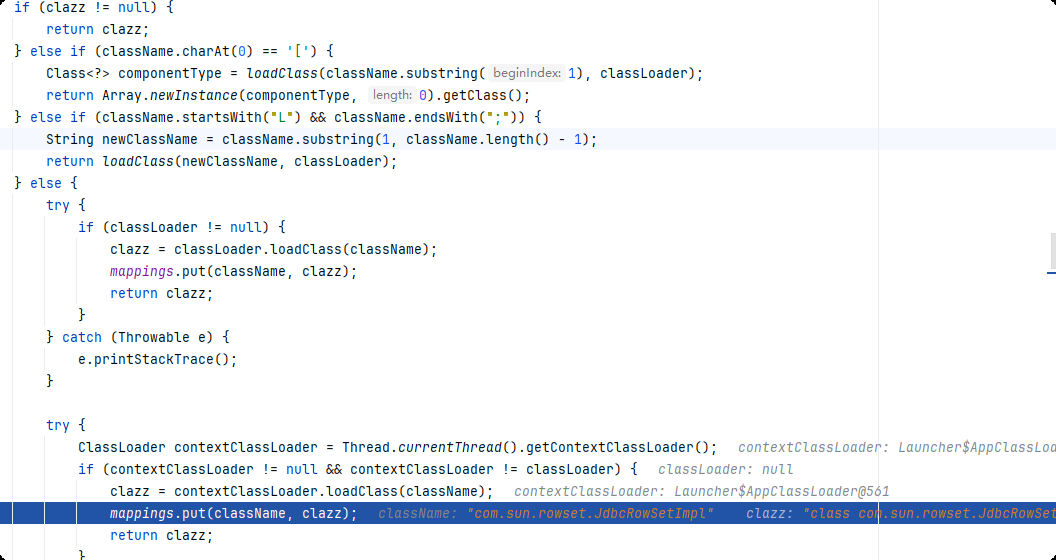 if (clazz != null) {
return clazz;
} else if (className.charAt(0) == '[') {
Class<?> componentType = loadClass(className.substring( beginIndex: 1), classLoader);
return Array.newInstance(componentType, length: 0).getClass();
} else if (className.startsWith("L") && className.endsWith(";")) {
String newClassName = className.substring(1, className.length() - 1);
return loadClass(newClassName, classLoader);
} else {
try {
if (classLoader != null) {
clazz = classLoader.loadClass(className);
mappings.put(className, clazz);
return clazz;
}
} catch (Throwable e) {
e.printStackTrace();
}
try {
ClassLoader contextClassLoader = Thread.currentThread().getContextClassLoader(); contextClassLoader: Launcher$AppClassLoa
if (contextClassLoader != null && contextClassLoader != classLoader) { classLoader: null
clazz = contextClassLoader.loadClass(className); contextClassLoader: Launcher$AppClassLoader@561
mappings.put(className, clazz); className: "com.sun.rowset.JdbcRowSetImpl" clazz: "class com.sun.rowset.JdbcRowSet
return clazz;
}